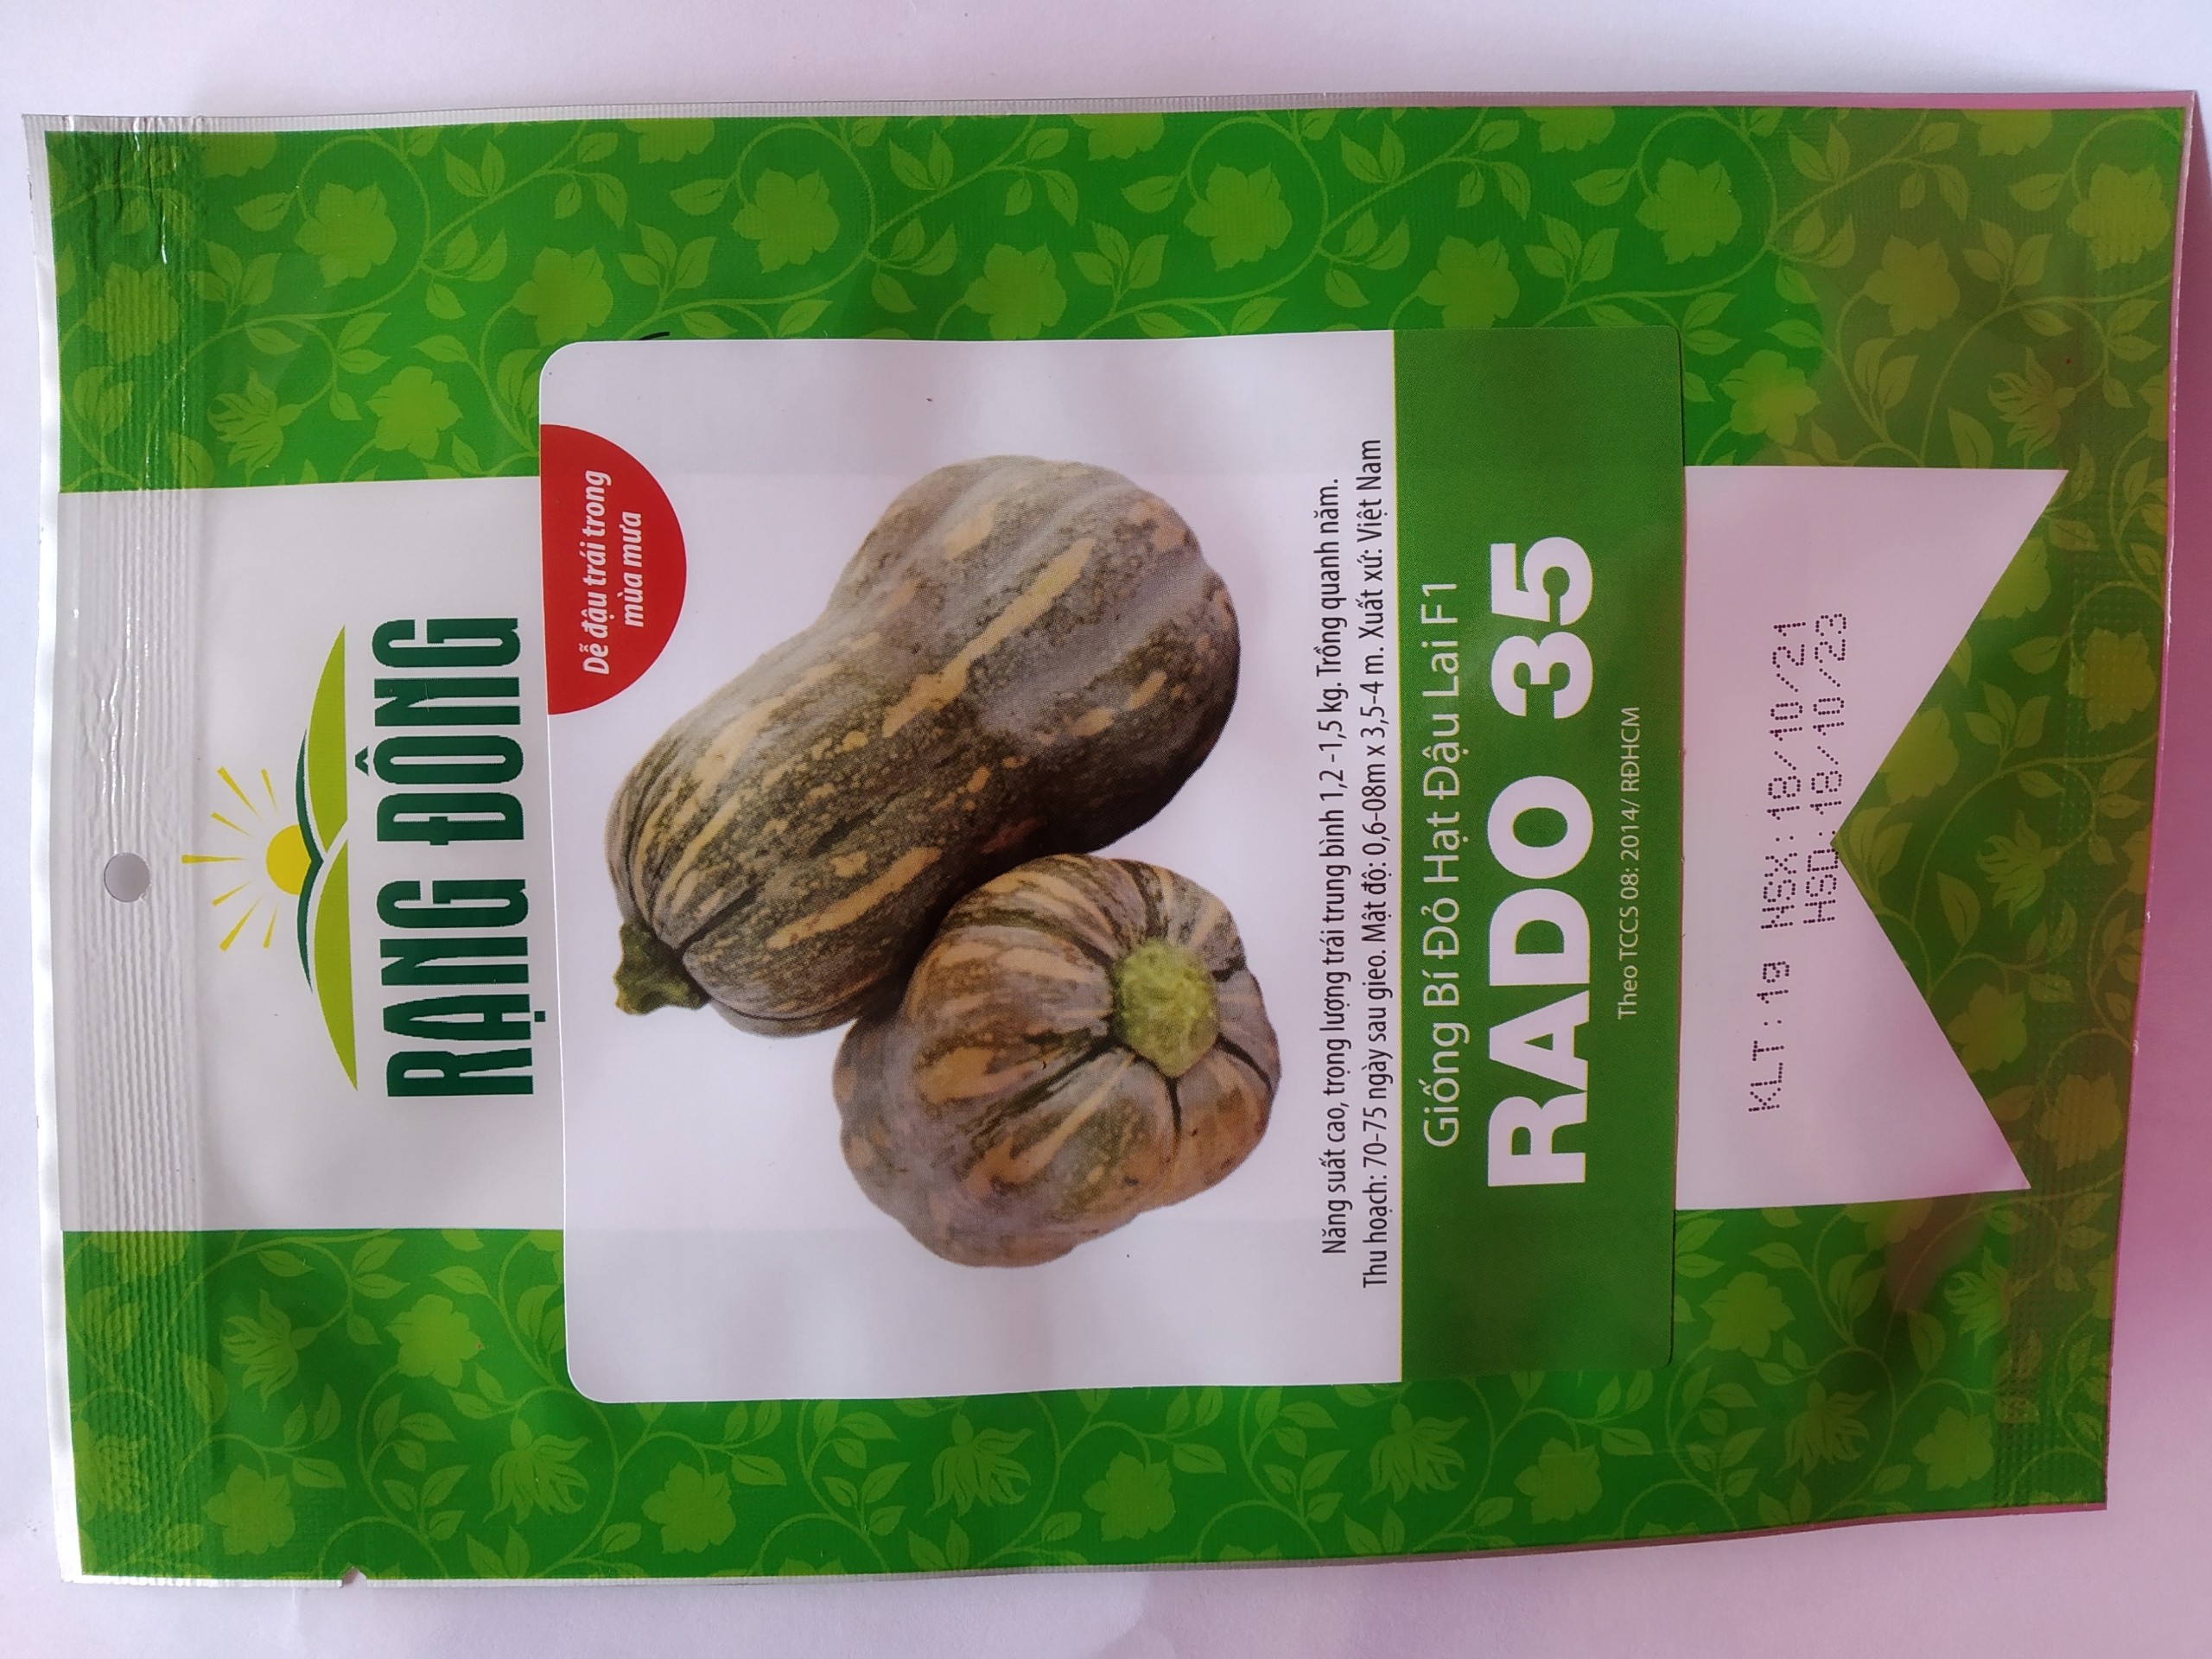 RẠNG ĐÔNG
Dễ đậu trái trong
mùa mưa
Năng suất cao, trọng lượng trái trung bình 1,2 -1,5 kg. Trồng quanh năm.
Thu hoạch: 70-75 ngày sau gieo. Mật độ: 0,6-08m x 3,5-4 m. Xuất xứ: Việt Nam
Giống Bí Đỏ Hạt Đậu Lai F1
RADO 35
Theo TCCS 08: 2014/ RĐHCM
KLT:1g NSX:18/10/21
HSD:18/10/23